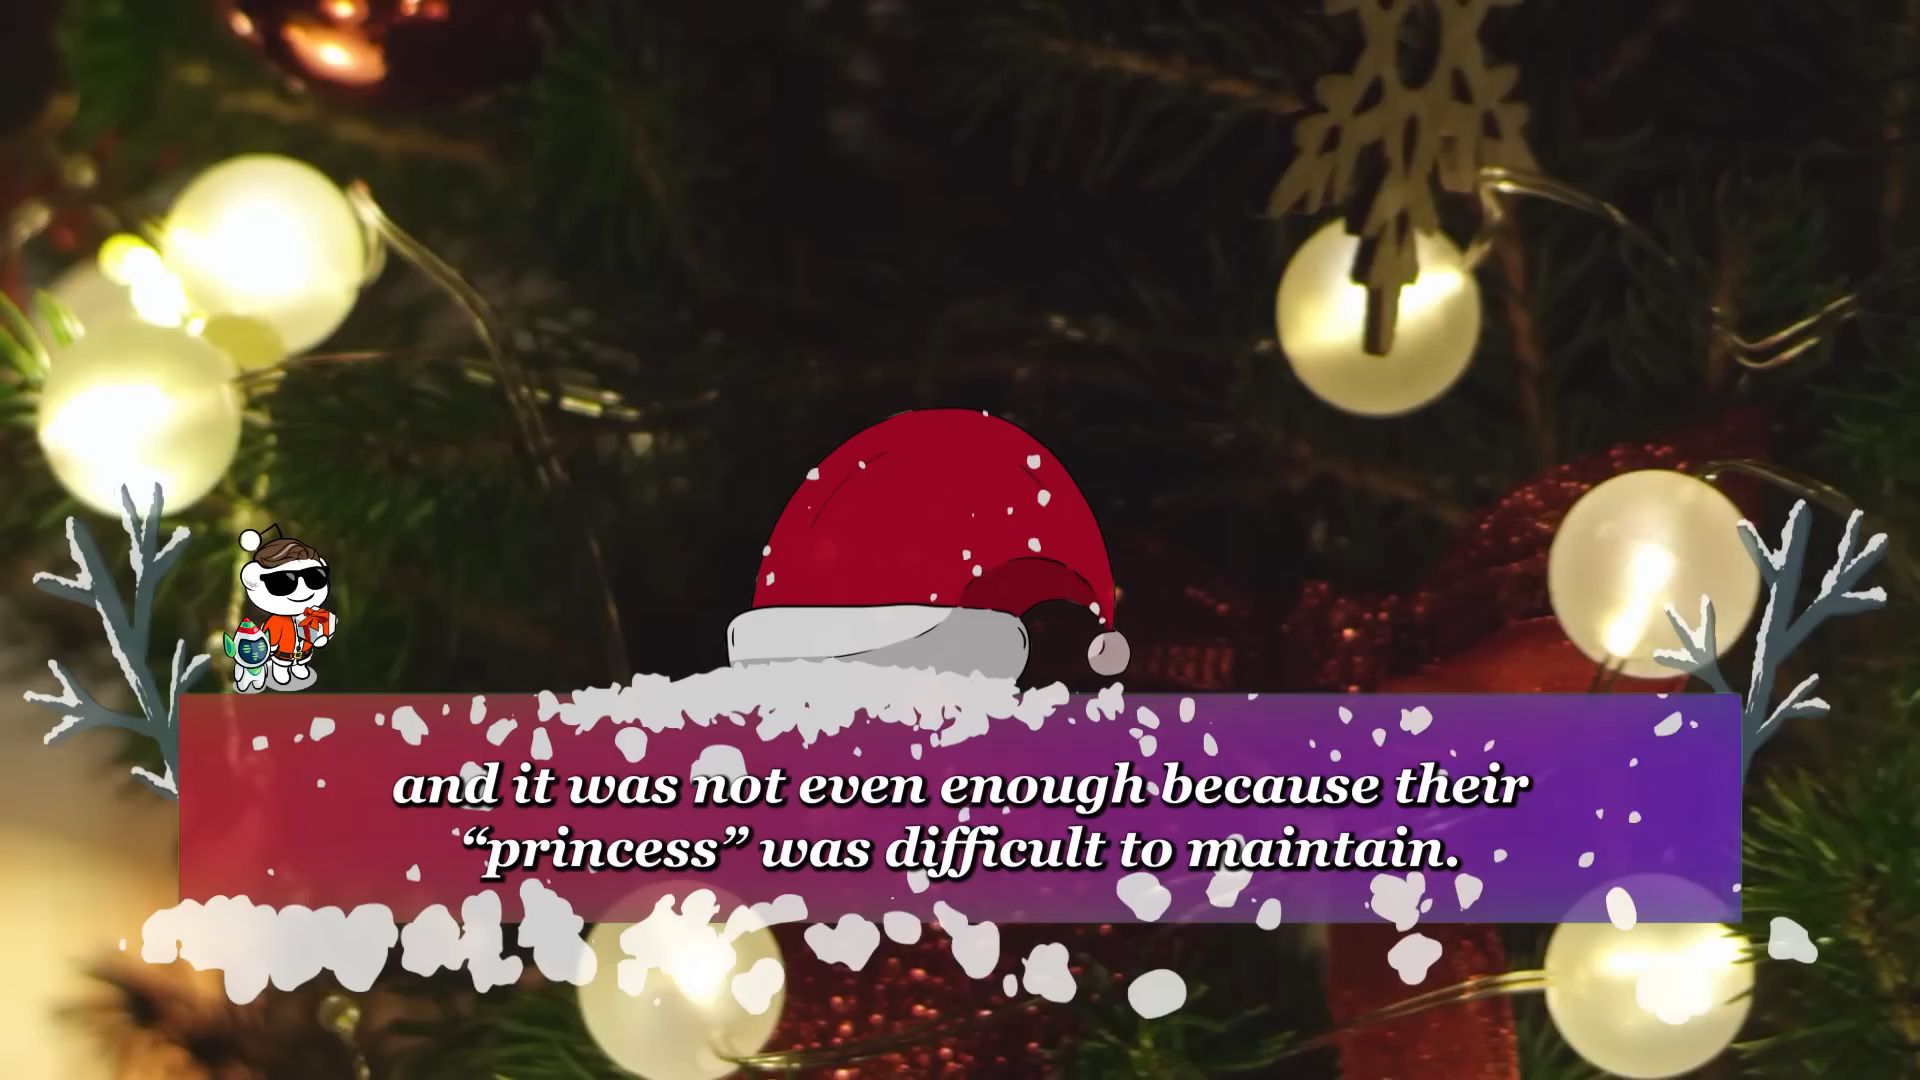 and it was not even enough because their
“princess” was difficult to maintain.